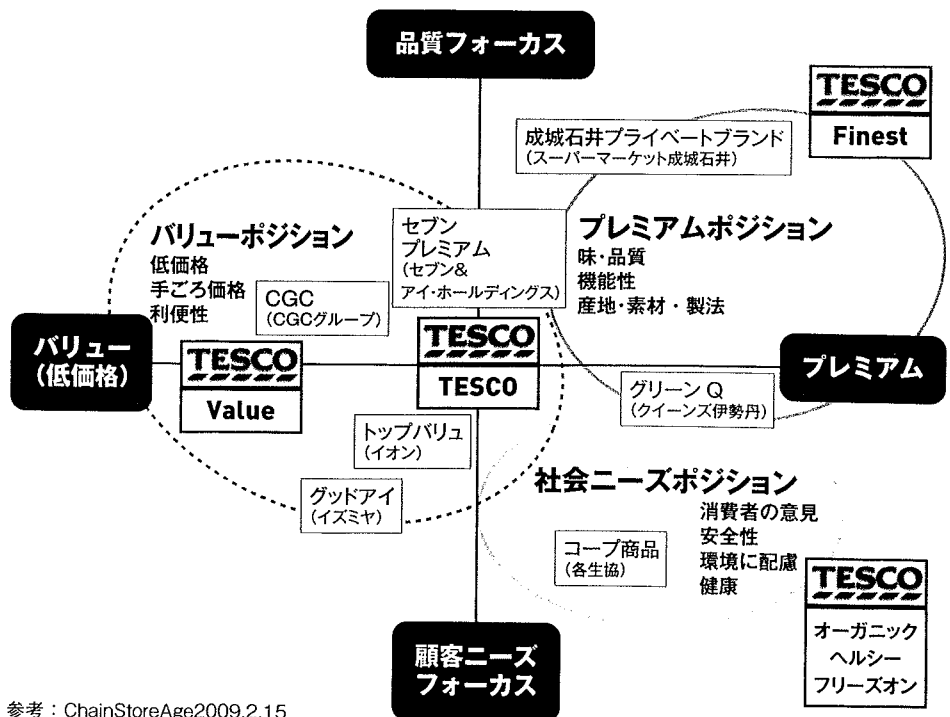 品質フォーカス
TESCO
Finest
成城石井プライベートブランド
(スーパーマーケット成城石井)
バリューポジション
低価格
手ごろ価格
利便性
セブン
プレミアム
(セブン&
アイ・ホールディングス)
プレミアムポジション
味・品質
機能性
産地・素材・製法
CGC
(CGCグループ)
バリュー
(低価格)
TESCO
Value
TESCO
TESCO
プレミアム
グリーンQ
(クイーンズ伊勢丹)
トップバリュ
(イオン)
グッドアイ
(イズミヤ)
社会ニーズポジション
消費者の意見
安全性
環境に配慮
健康
コープ商品
(各生協)
TESCO
オーガニック
ヘルシー
フリーズオン
顧客ニーズ
フォーカス
参考：ChainStoreAge2009.2.15